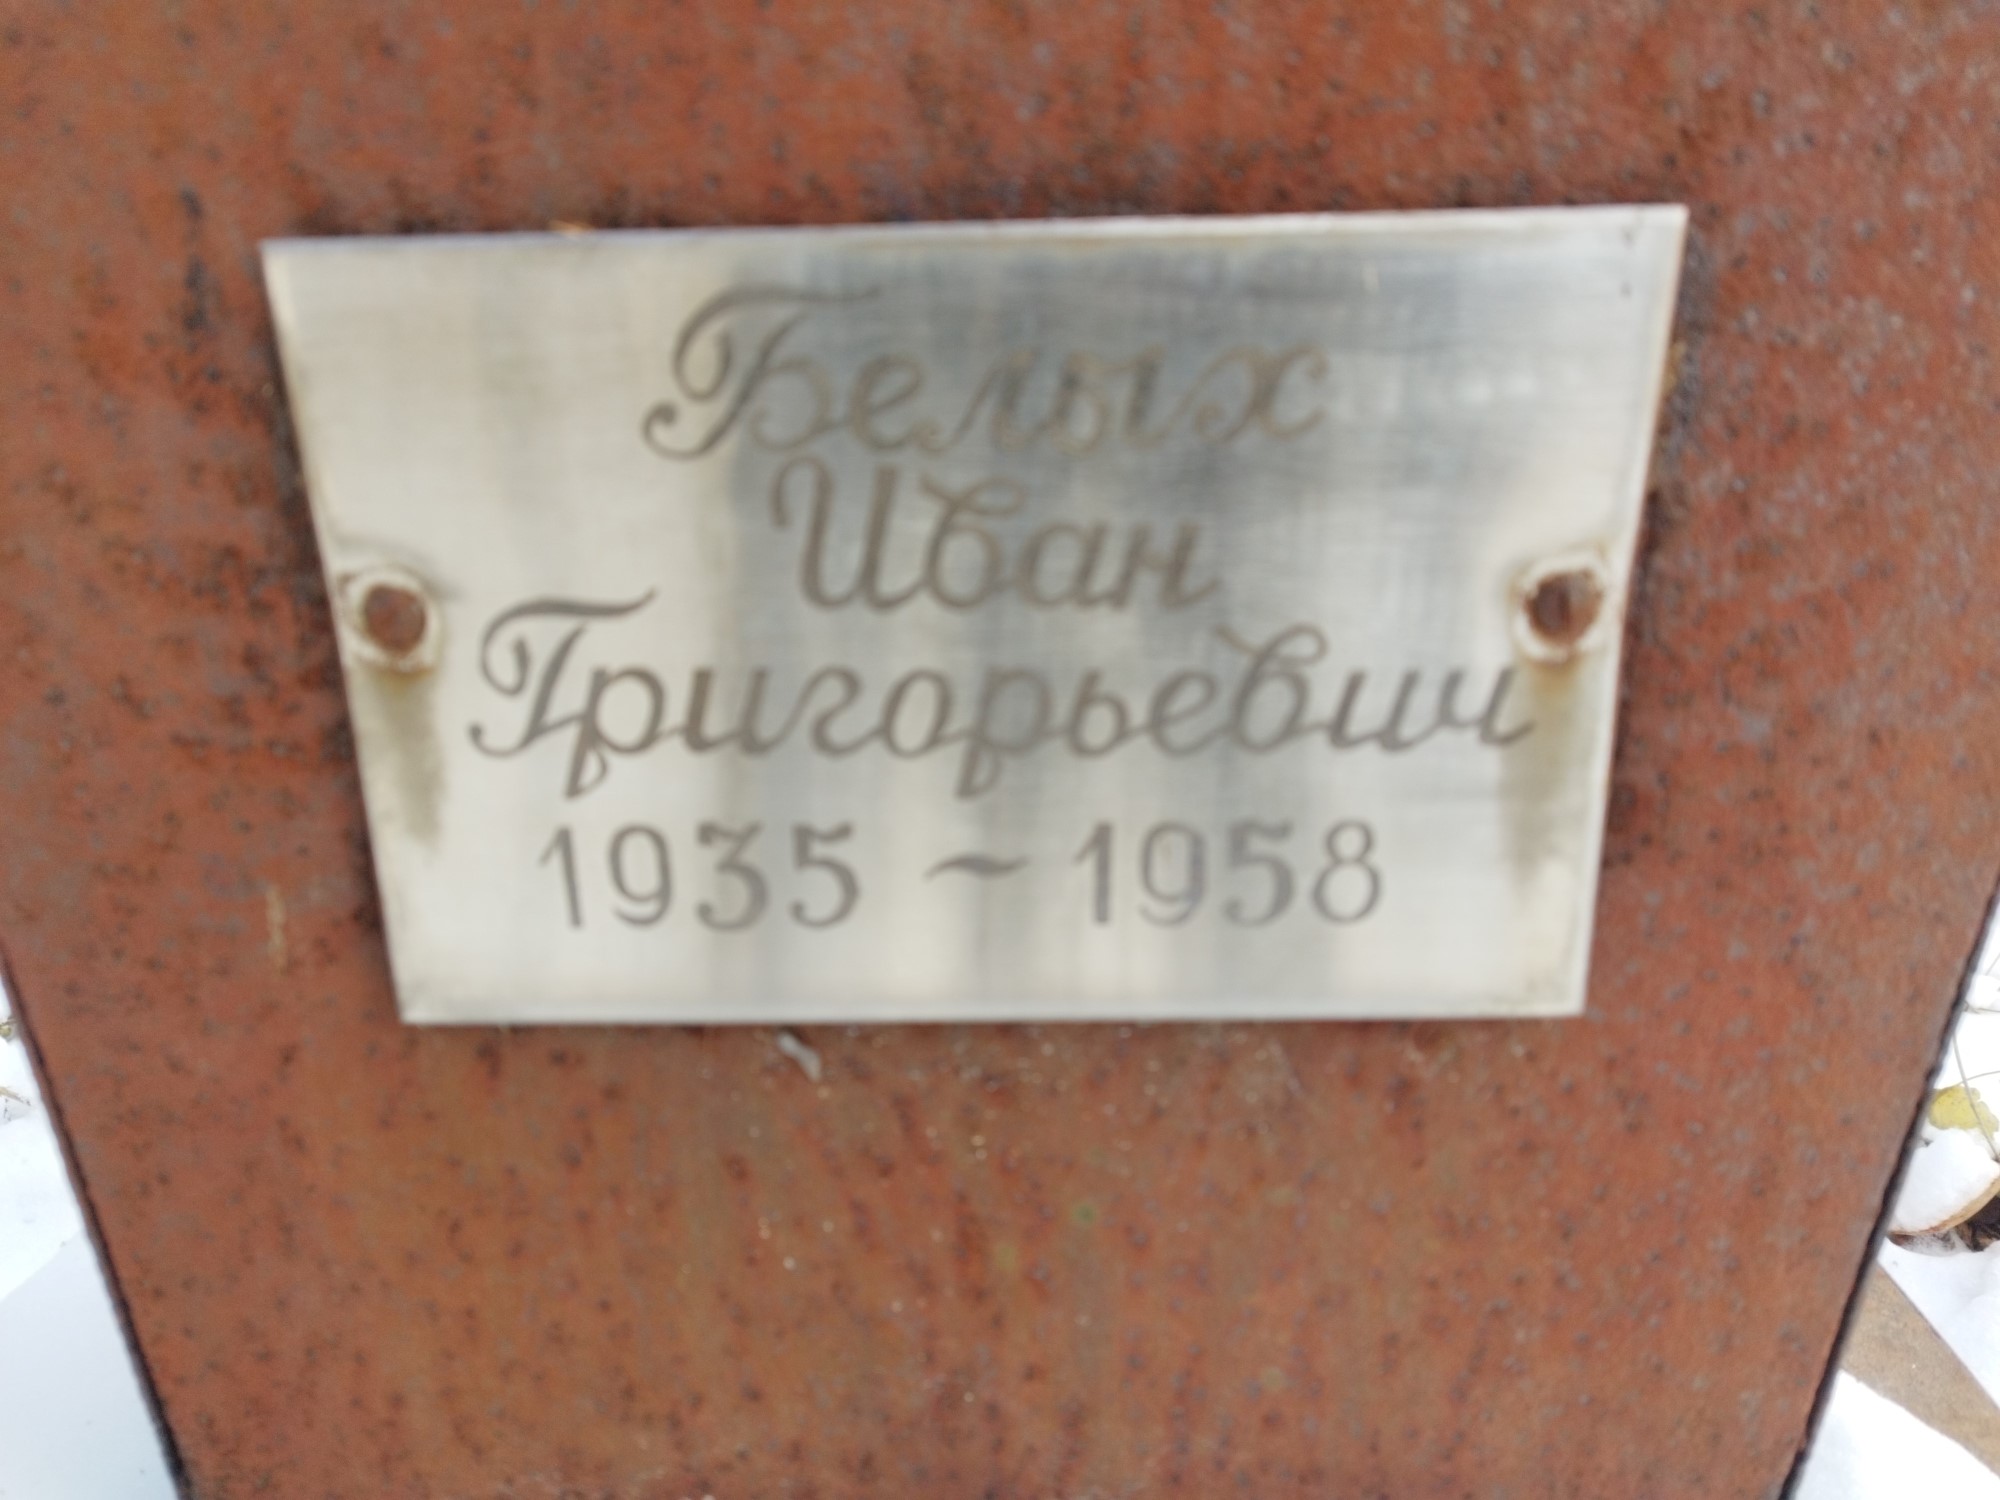 Белых
Иван
Григорьевич
1935 ~ 1958